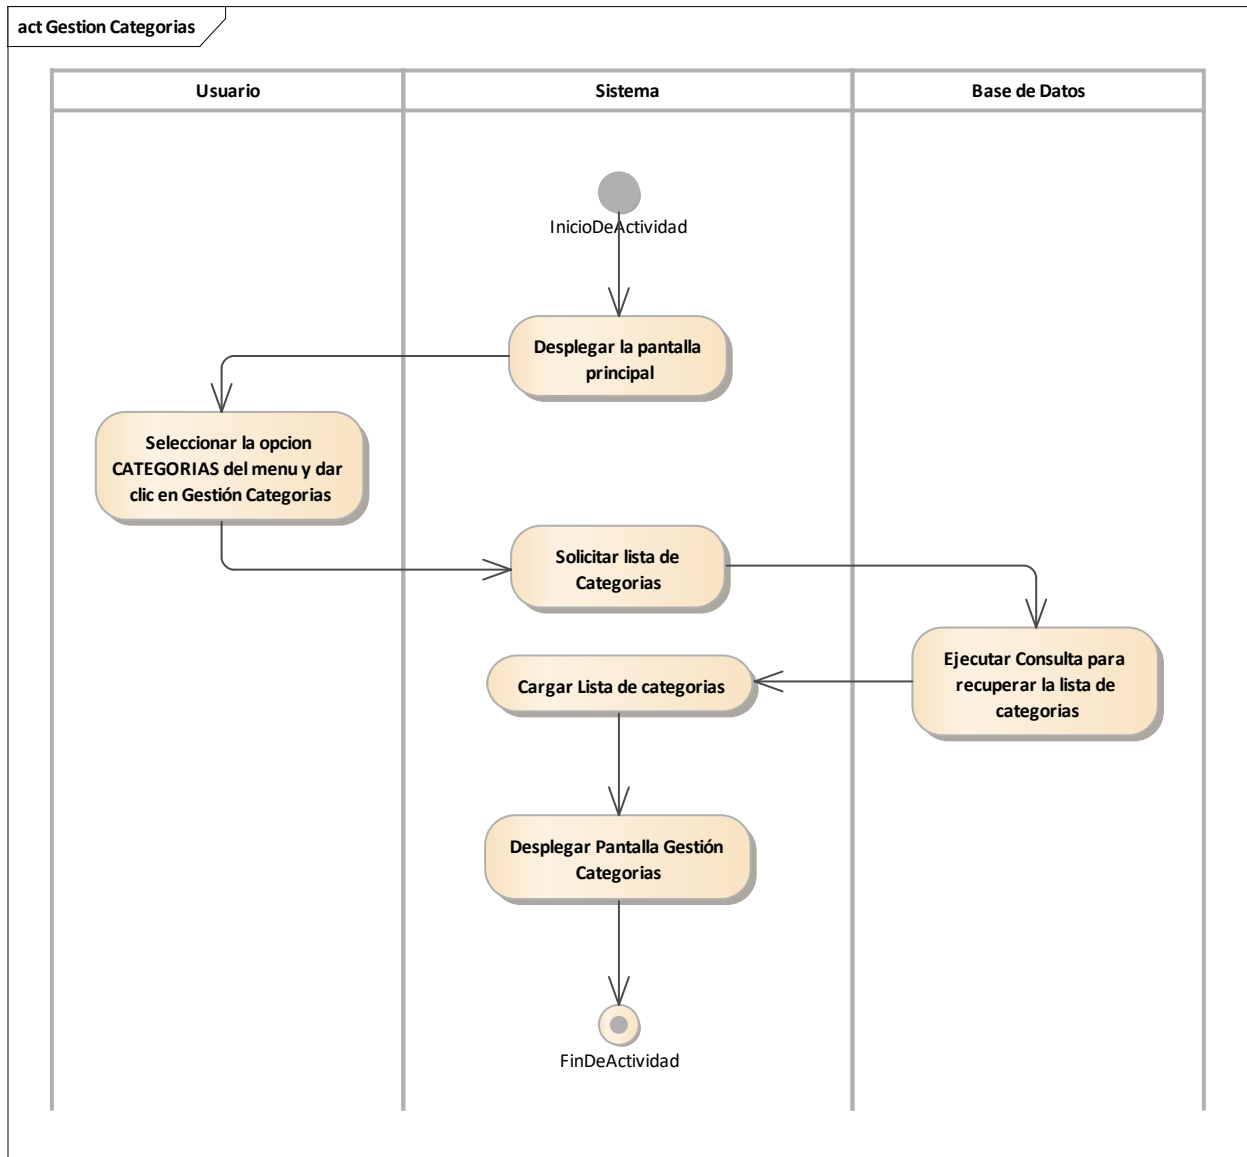 act Gestion Categorias
Usuario
Sistema
Base de Datos
InicioDeActividad
Desplegar la pantalla
principal
Seleccionar la opcion
CATEGORIAS del menu y dar
clic en Gestión Categorias
Solicitar lista de
Categorias
Ejecutar Consulta para
recuperar la lista de
categorias
Cargar Lista de categorias
Desplegar Pantalla Gestión
Categorias
FinDeActividad